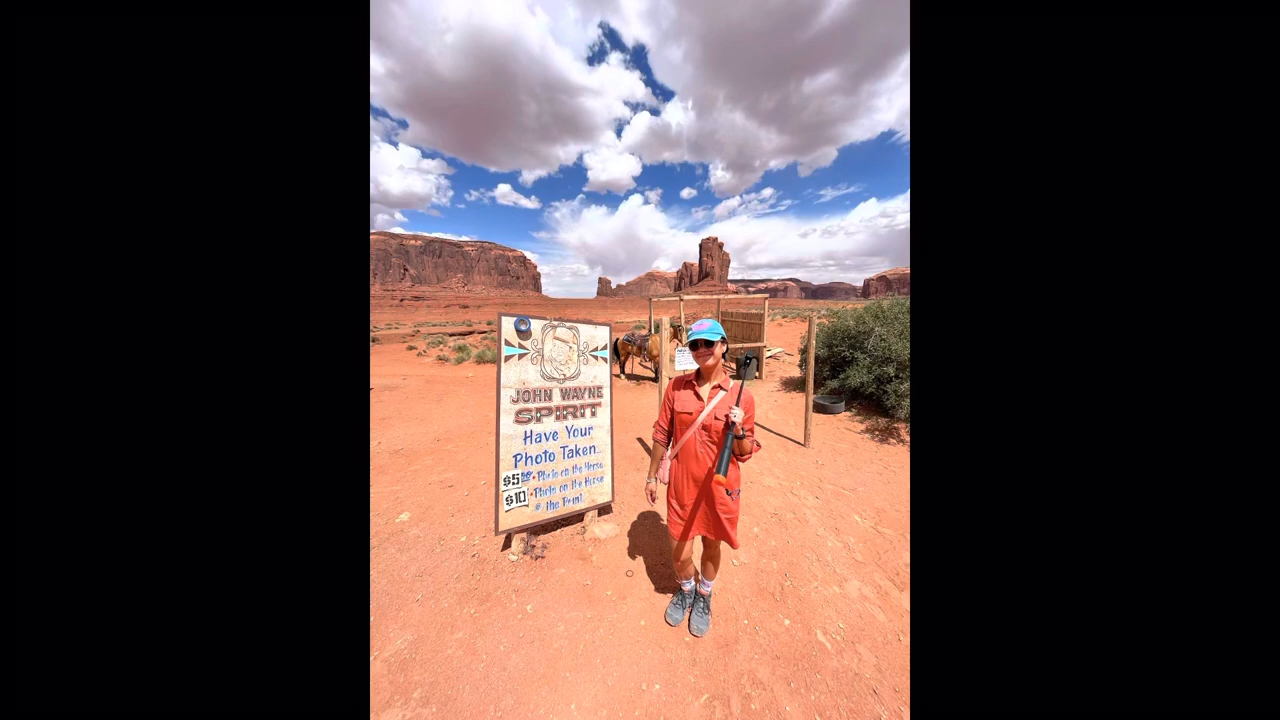 JOHN WAYNE
SPIRIT
Have Your
Photo Taken
$5.00 • Photo on the Horse
$10 • Photo on the Horse
@ the Point